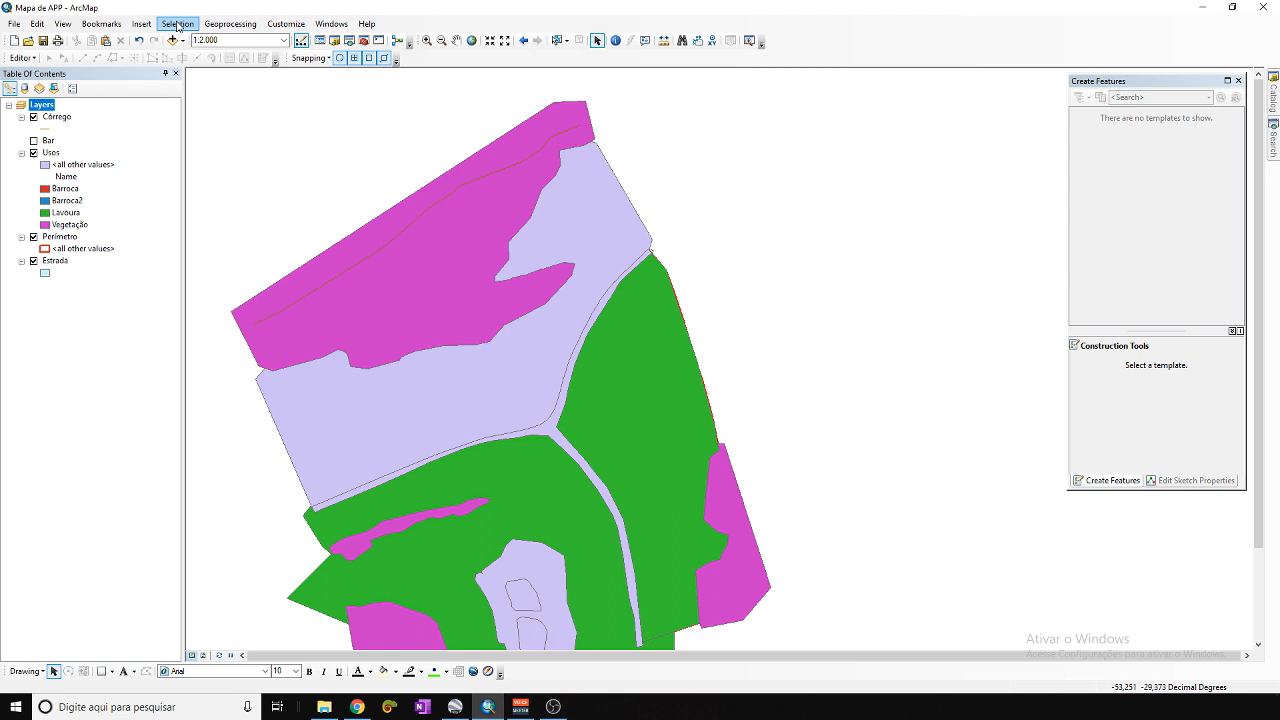 Mapa de APP - ArcMap
File Edit View Bookmarks Insert Selection Geoprocessing Customize Windows Help
1:2.000
Editor Snapping
Table Of Contents
Layers
Córrego
Bar
Usos
<all other values>
Name
Barroca
Barroca2
Lavoura
Vegetação
Perímetro
<all other values>
Estrada
Create Features
<Search>
There are no templates to show.
Construction Tools
Select a template.
Create Features Edit Sketch Properties
Catalog
Search
Ativar o Windows
Acesse Configurações para ativar o Windows.
Drawing A Arial 10 B I U A
-53,251 -29,373 Decimal Degrees
Digite aqui para pesquisar